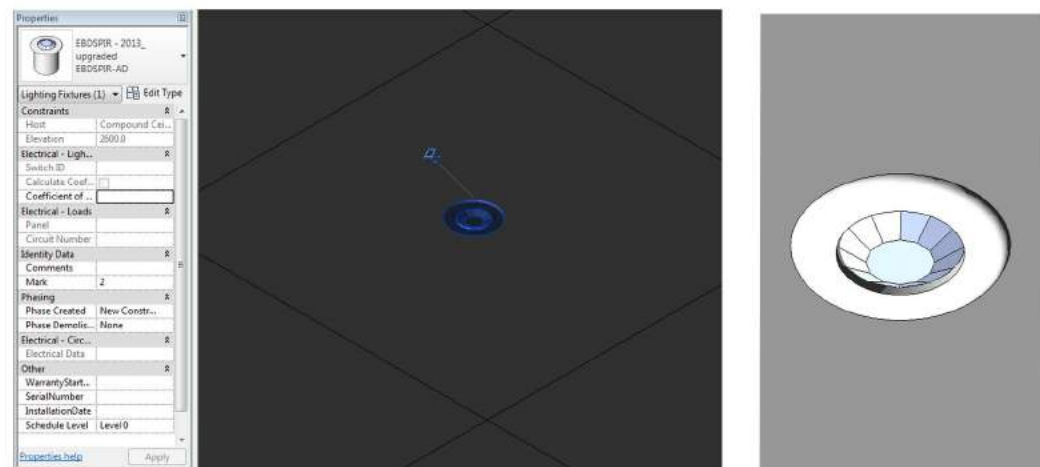 Properties
EBDSPIR - 2013_
upgraded
EBDSPIR-AD
Lighting Fixtures (1) Edit Type
Constraints
Host Compound Cei...
Elevation 2600.0
Electrical - Ligh...
Switch ID
Calculate Coef...
Coefficient of ...
Electrical - Loads
Panel
Circuit Number
Identity Data
Comments
Mark 2
Phasing
Phase Created New Constr...
Phase Demolis... None
Electrical - Circ...
Electrical Data
Other
WarrantyStart...
SerialNumber
InstallationDate
Schedule Level Level 0
Properties help Apply